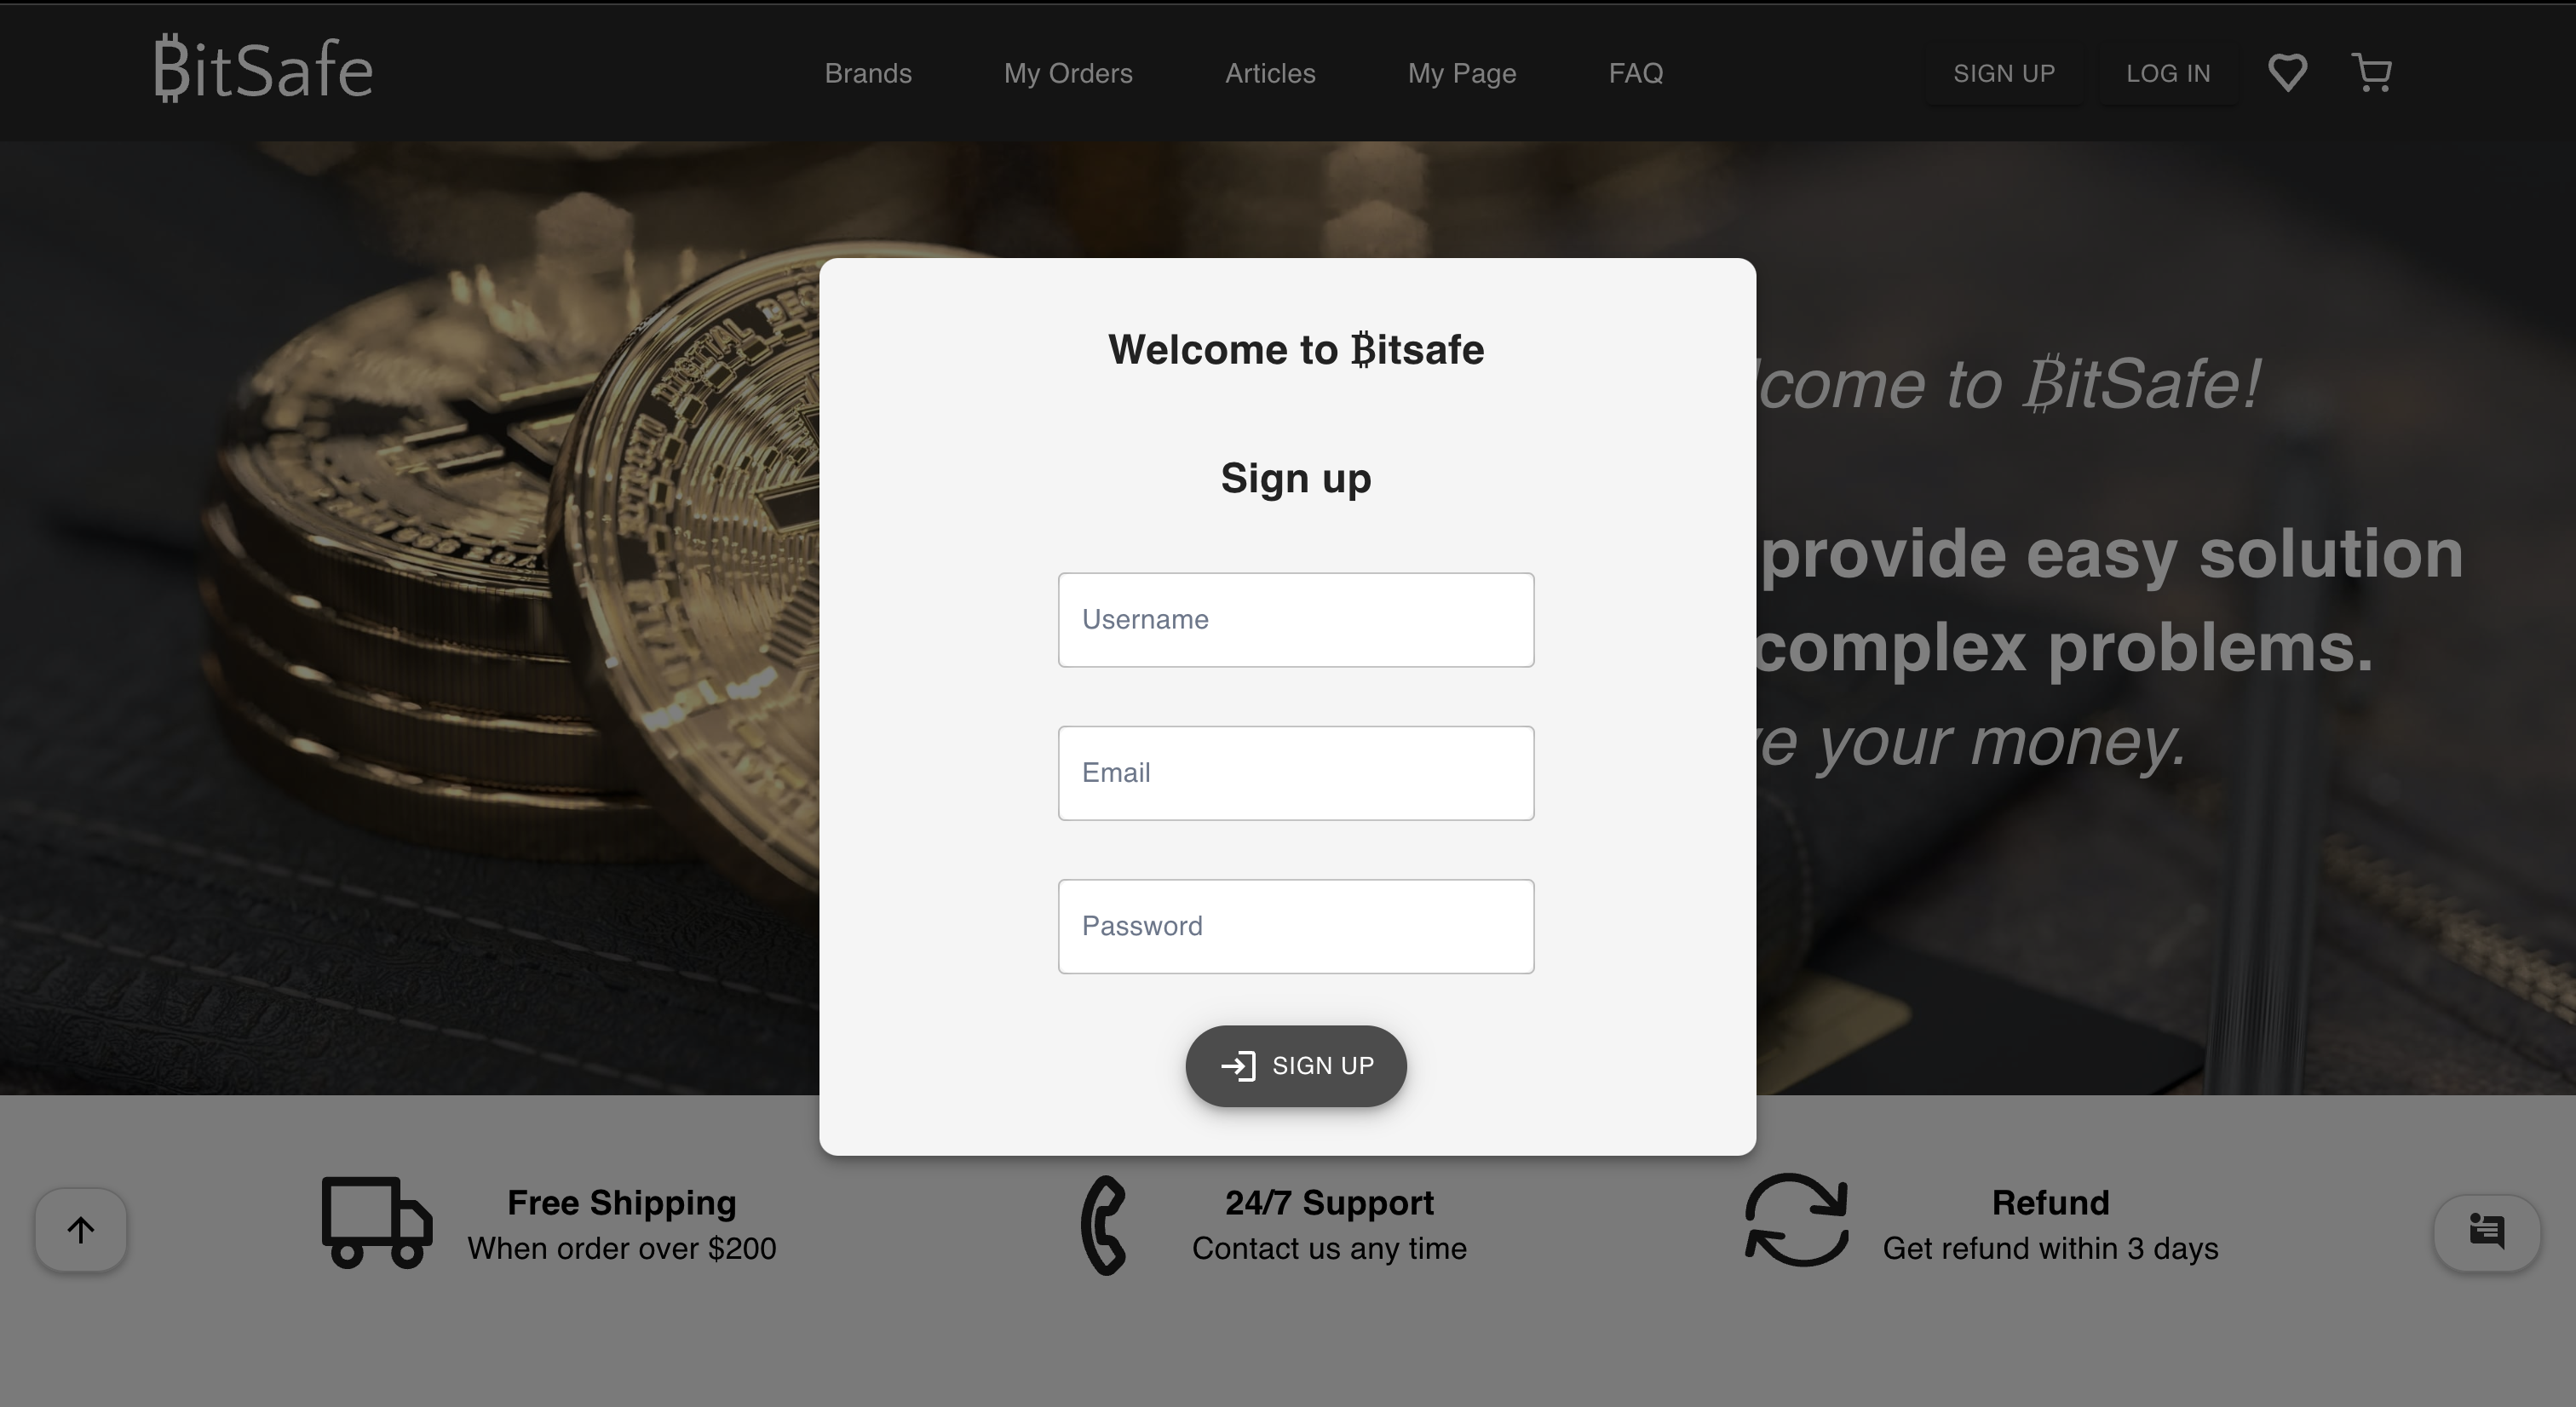 ₿itSafe
Brands
My Orders
Articles
My Page
FAQ
SIGN UP
LOG IN
Welcome to ₿itsafe
Sign up
Username
Email
Password
SIGN UP
come to ₿itSafe!
provide easy solution
complex problems.
your money.
Free Shipping
When order over $200
24/7 Support
Contact us any time
Refund
Get refund within 3 days